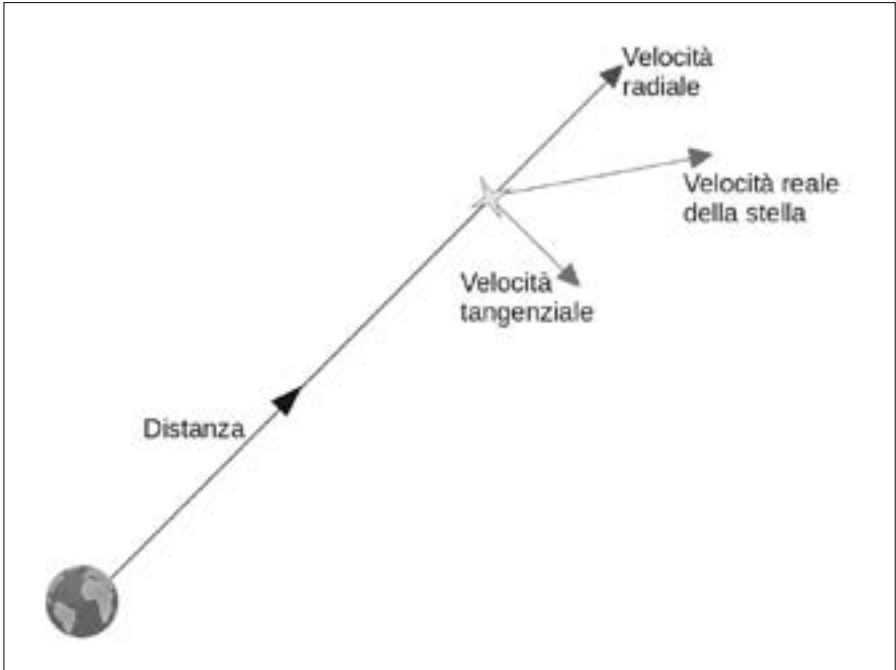 Velocità
radiale
Velocità reale
della stella
Velocità
tangenziale
Distanza